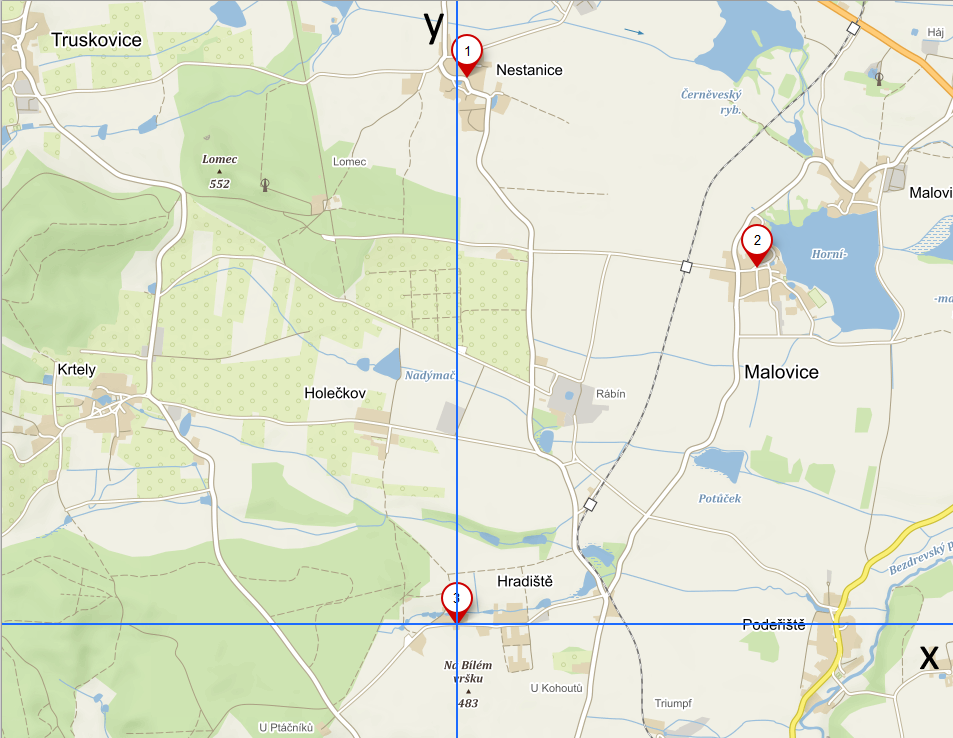 y
Truskovice
Háj
1
Nestanice
Černěveský
ryb.
Lomec
552
Lomec
Malovi
2
Horní-
-ma
Krtely
Holečkov
Nadýmač
Malovice
Rábín
Potůček
Bezdrevský p
Hradiště
3
Podeřiště
x
Na Bílém
vršku
483
U Kohoutů
Triumpf
U Ptáčníků